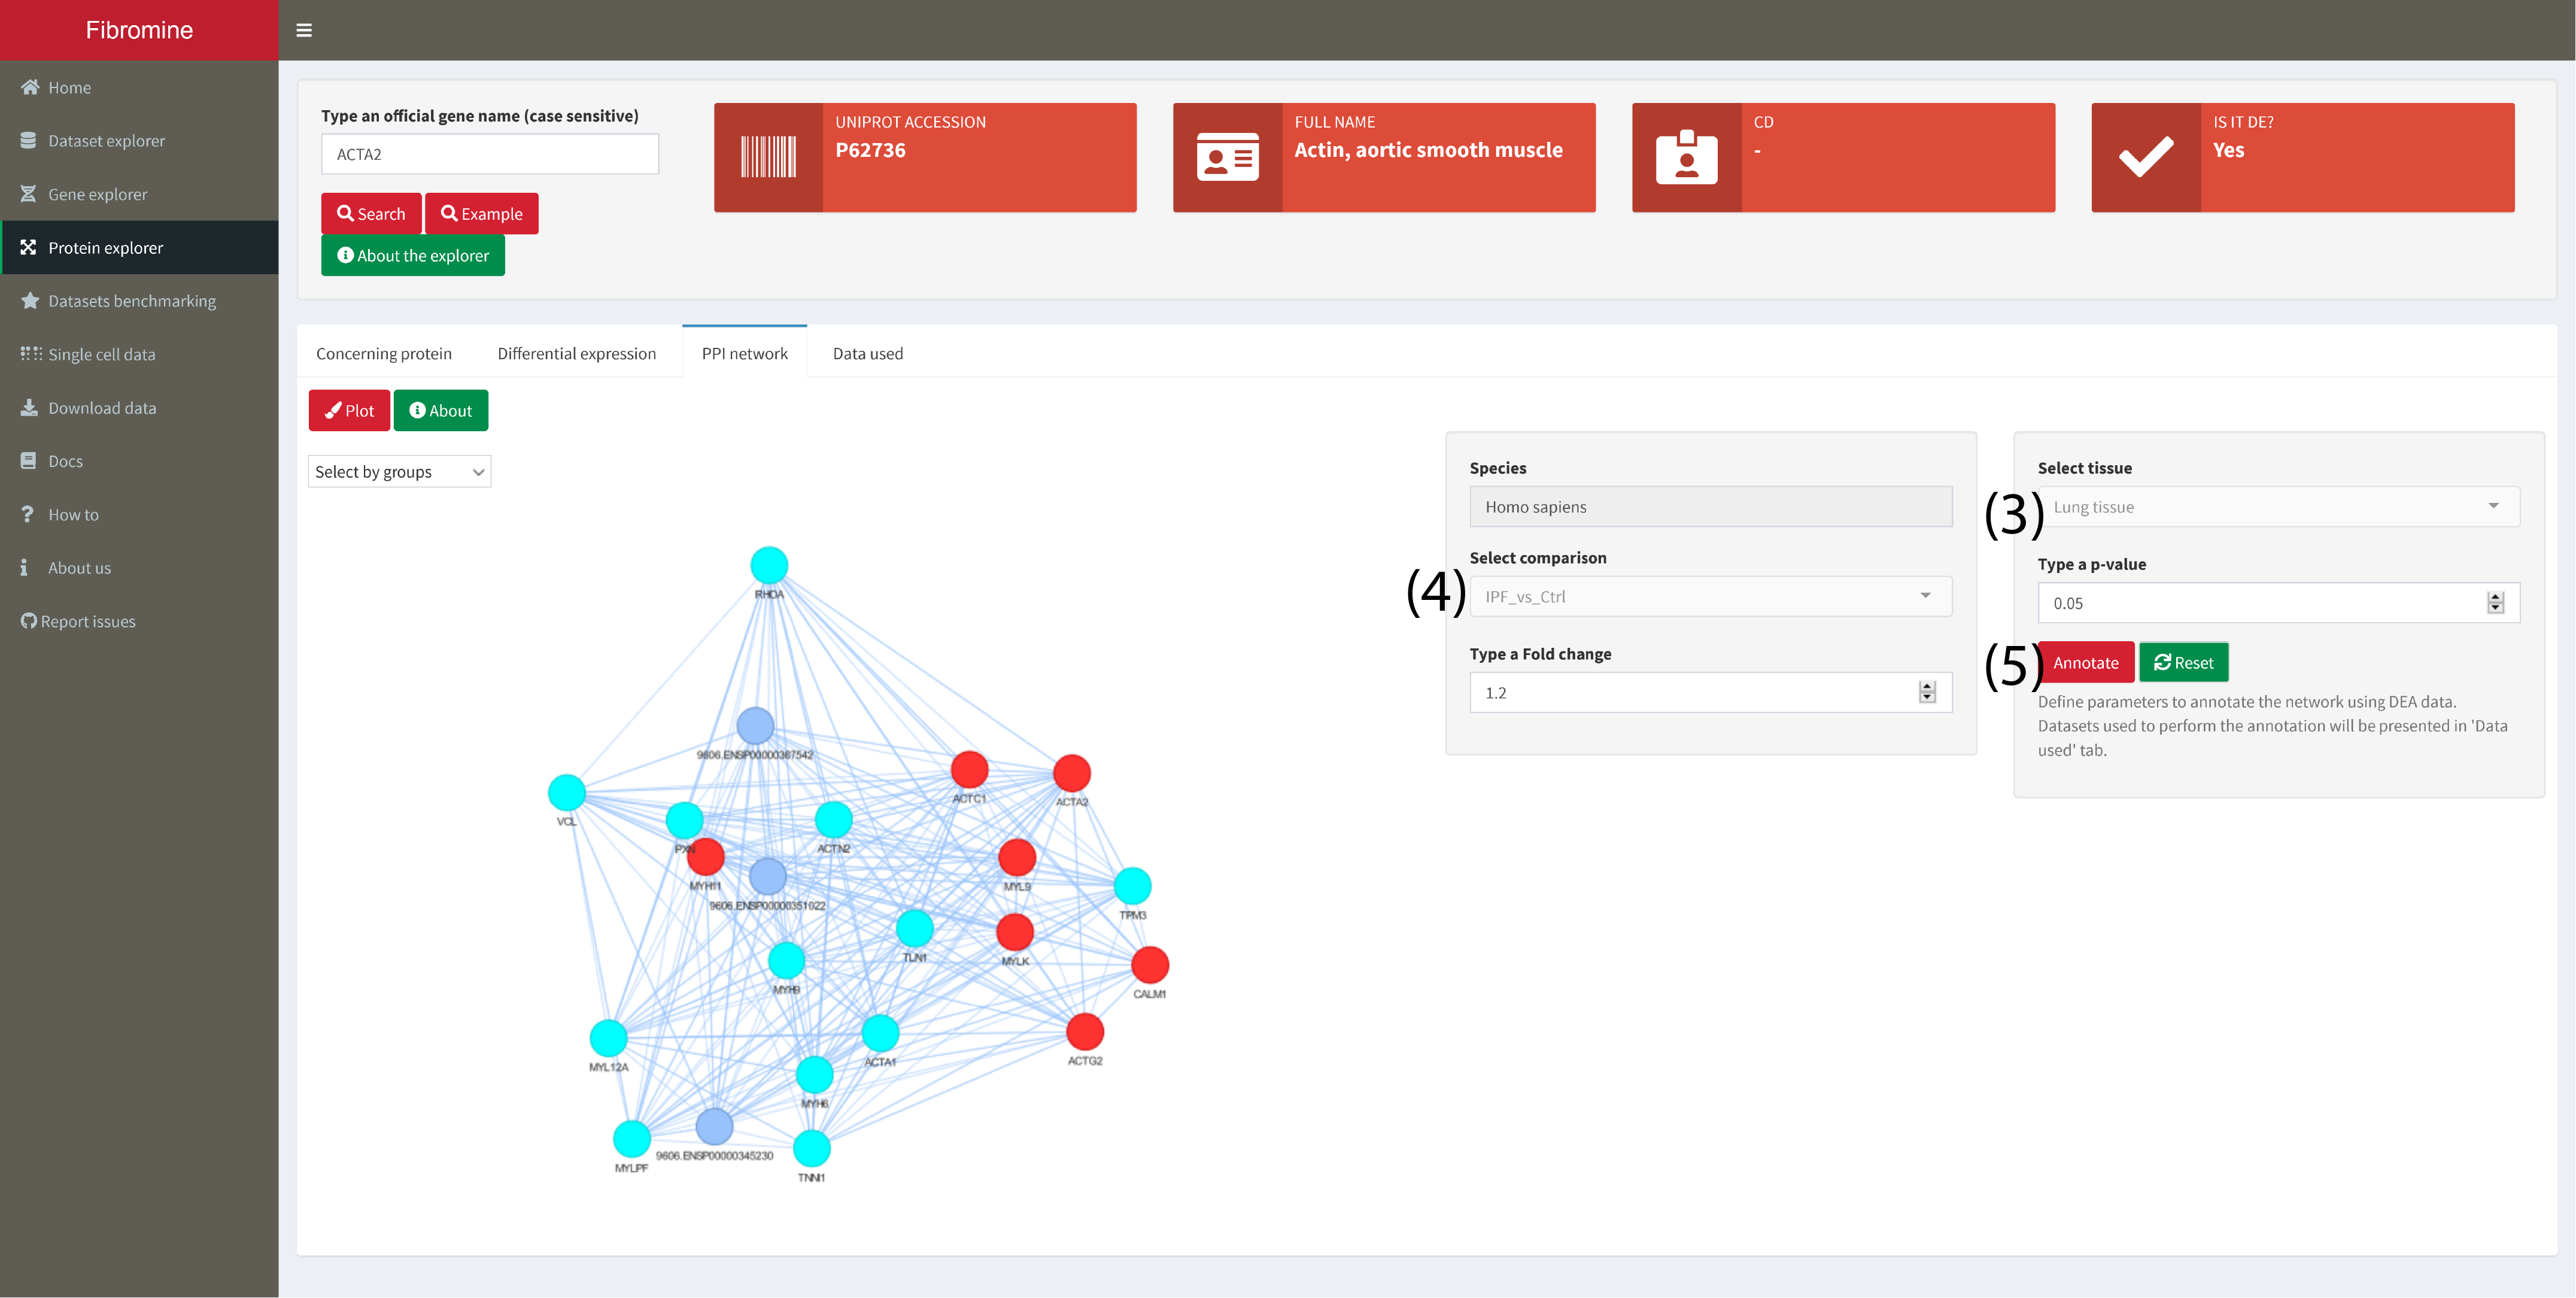 Fibromine
Home
Dataset explorer
Gene explorer
Protein explorer
Datasets benchmarking
Single cell data
Download data
Docs
How to
About us
Report issues
Type an official gene name (case sensitive)
ACTA2
Search
Example
About the explorer
UNIPROT ACCESSION
P62736
FULL NAME
Actin, aortic smooth muscle
CD
-
IS IT DE?
Yes
Concerning protein
Differential expression
PPI network
Data used
Plot
About
Select by groups
RHOA
9606.ENSP00000367542
ACTC1
ACTA2
VCL
PXN
ACTN2
MYH11
MYL9
9606.ENSP00000351022
TPM3
TLN1
MYLK
MYH9
CALM1
MYL12A
ACTA1
ACTG2
MYH6
MYLPF
9606.ENSP00000345230
TNNI1
Species
Homo sapiens
(4)
Select comparison
IPF_vs_Ctrl
Type a Fold change
1.2
(3)
Select tissue
Lung tissue
Type a p-value
0.05
(5)
Annotate
Reset
Define parameters to annotate the network using DEA data.
Datasets used to perform the annotation will be presented in 'Data
used' tab.